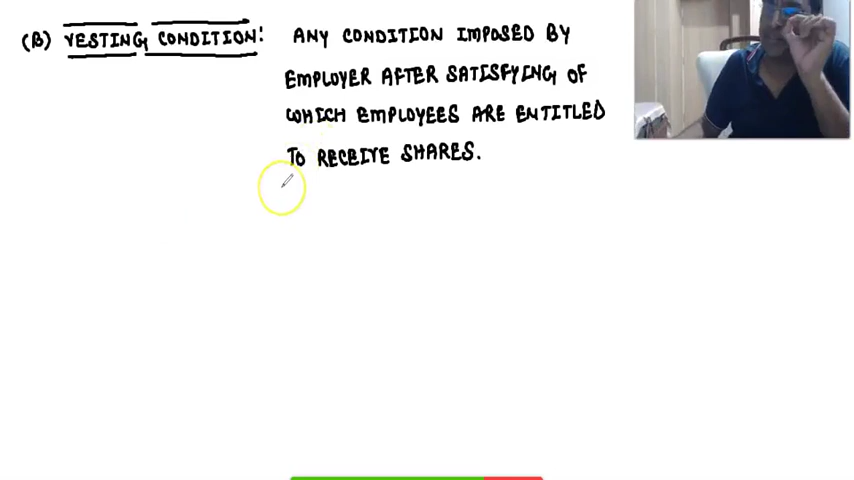 (B) VESTING CONDITION: ANY CONDITION IMPOSED BY
EMPLOYER AFTER SATISFYING OF
WHICH EMPLOYEES ARE ENTITLED
TO RECEIVE SHARES.